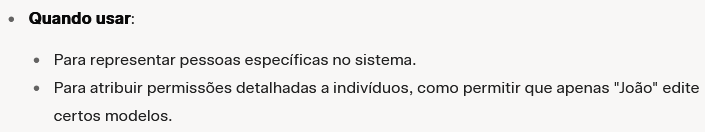 • Quando usar:
• Para representar pessoas específicas no sistema.
• Para atribuir permissões detalhadas a indivíduos, como permitir que apenas "João" edite
certos modelos.